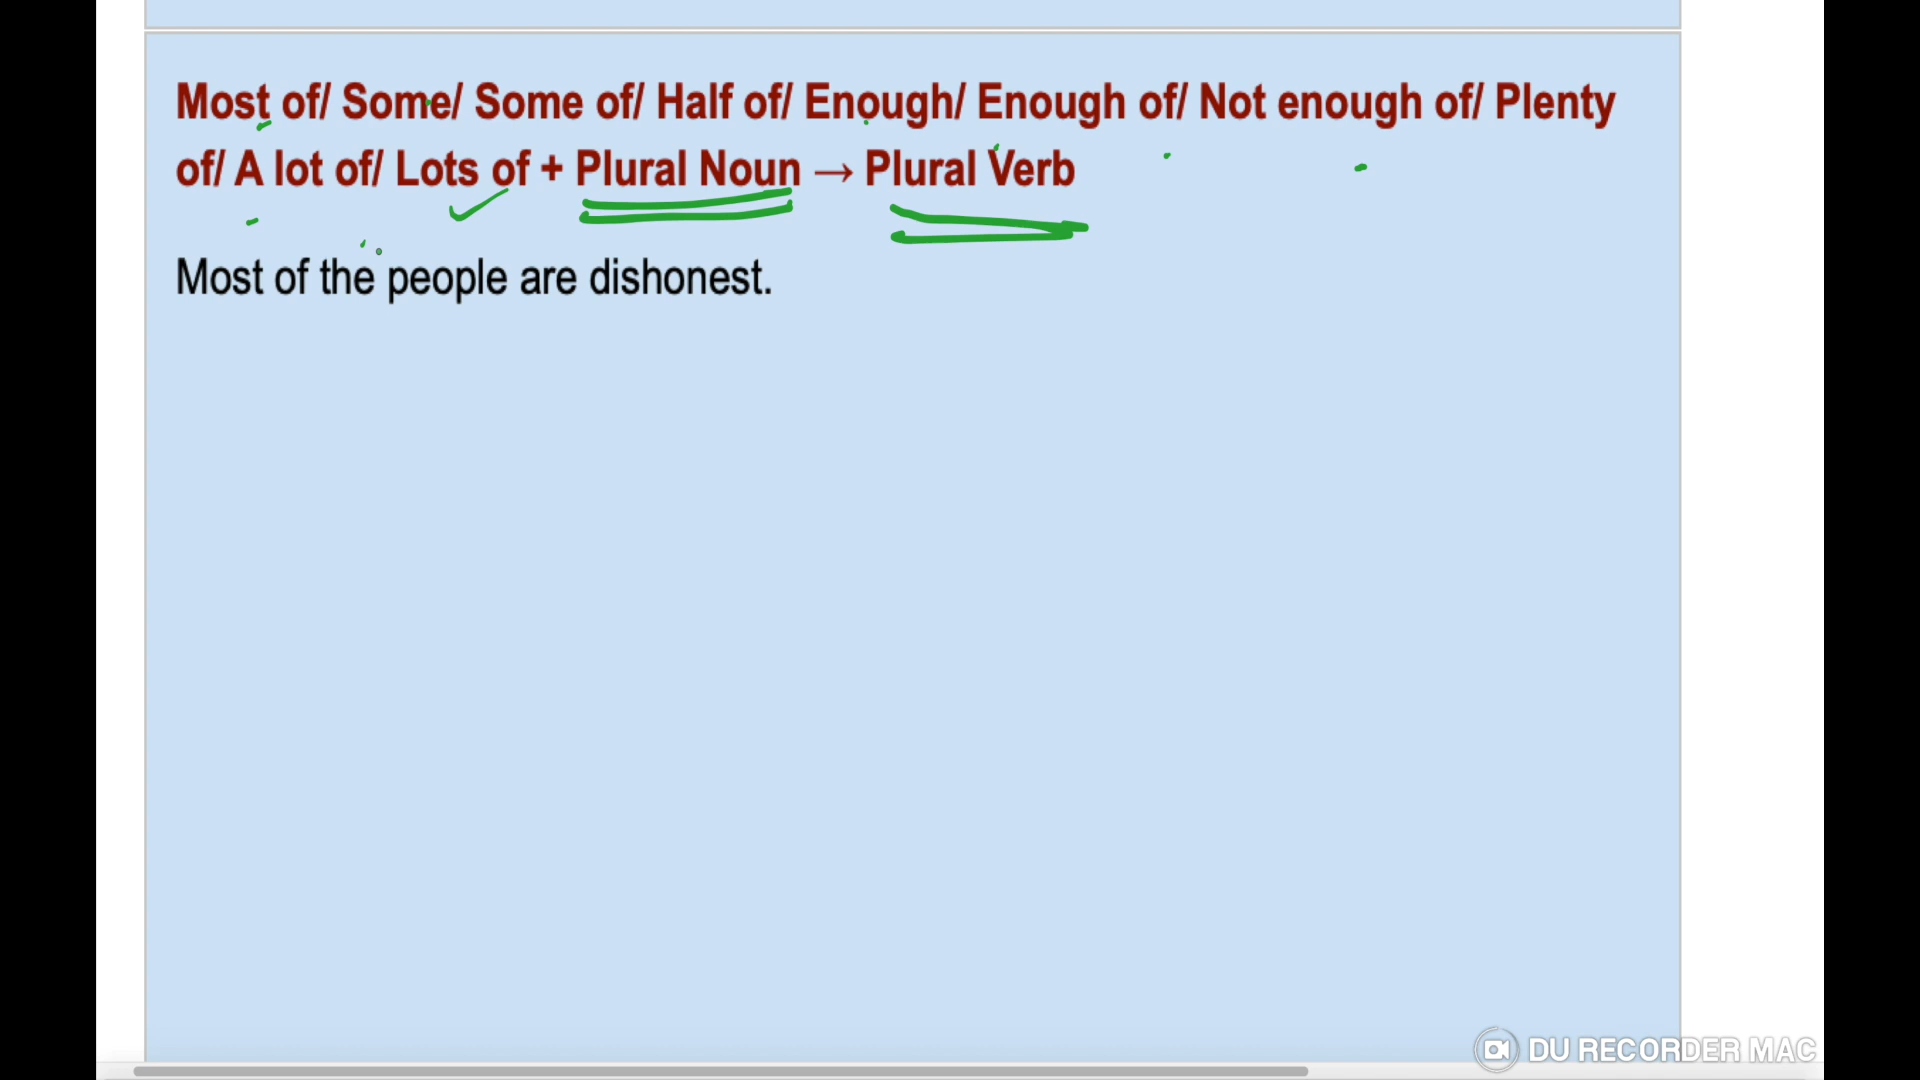 Most of/ Some/ Some of/ Half of/ Enough/ Enough of/ Not enough of/ Plenty
of/ A lot of/ Lots of + Plural Noun → Plural Verb
Most of the people are dishonest.
DU RECORDER MAC